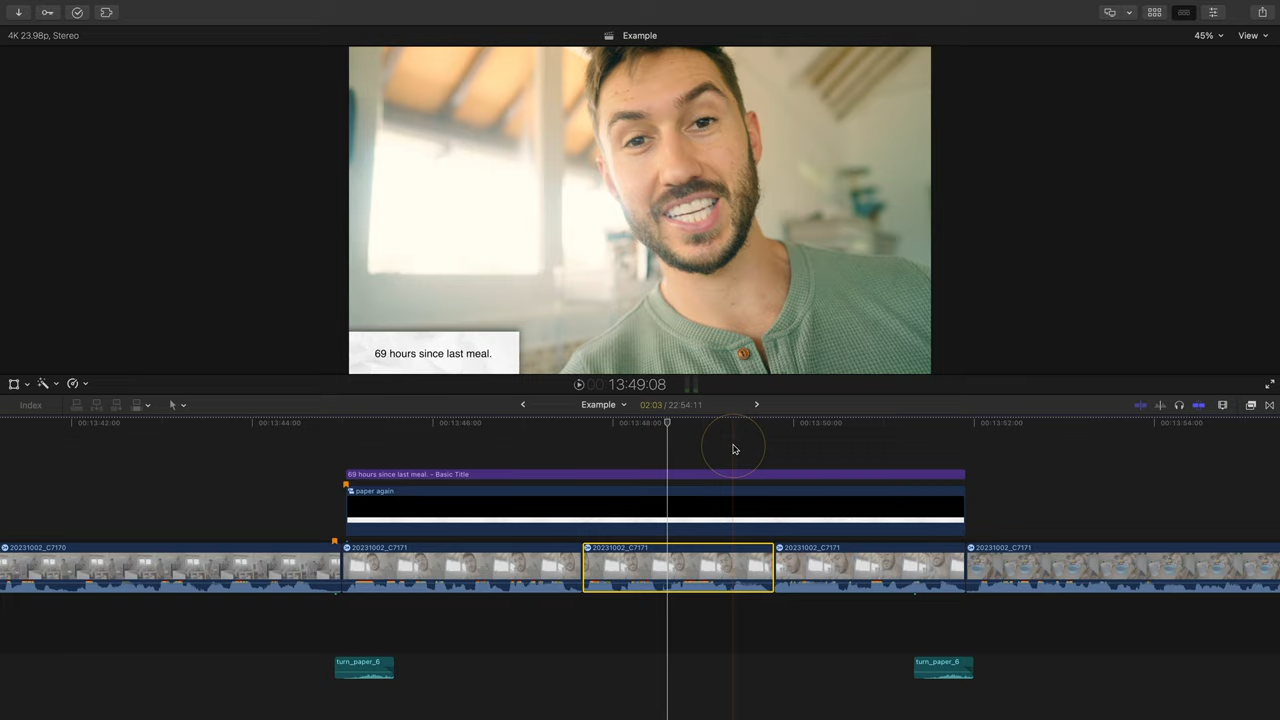 4K 23.98p, Stereo
Example
45%
View
69 hours since last meal.
00:13:49:08
Index
Example
02:03 / 22:54:11
00:13:42:00
00:13:44:00
00:13:46:00
00:13:48:00
00:13:50:00
00:13:52:00
00:13:54:00
69 hours since last meal. - Basic Title
paper again
20231002_C7170
20231002_C7171
20231002_C7171
20231002_C7171
20231002_C7171
turn_paper_6
turn_paper_6